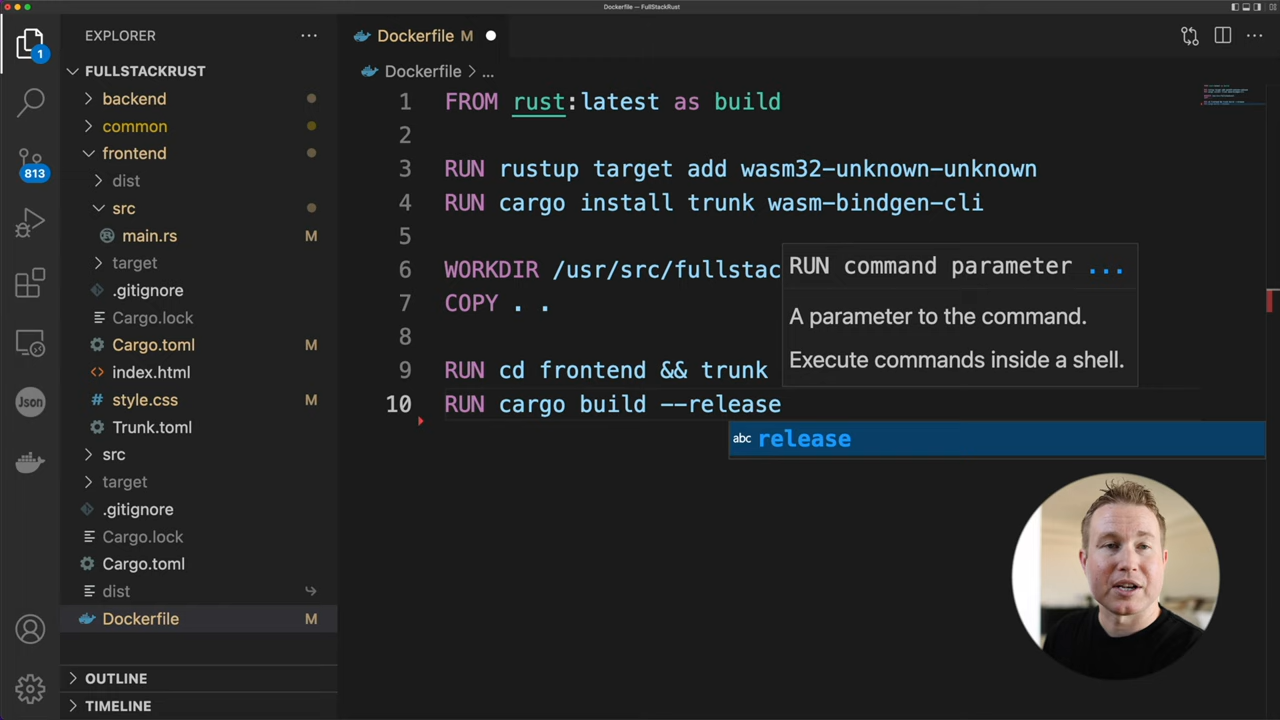 Dockerfile — FullStackRust
EXPLORER
FULLSTACKRUST
backend
common
frontend
dist
src
main.rs M
target
.gitignore
Cargo.lock
Cargo.toml M
index.html
style.css M
Trunk.toml
src
target
.gitignore
Cargo.lock
Cargo.toml
dist
Dockerfile M
OUTLINE
TIMELINE
1
813
Json
Dockerfile M
Dockerfile > ...
1 FROM rust:latest as build
2
3 RUN rustup target add wasm32-unknown-unknown
4 RUN cargo install trunk wasm-bindgen-cli
5
6 WORKDIR /usr/src/fullstac
7 COPY . .
8
9 RUN cd frontend && trunk
10 RUN cargo build --release
RUN command parameter ...
A parameter to the command.
Execute commands inside a shell.
abc release